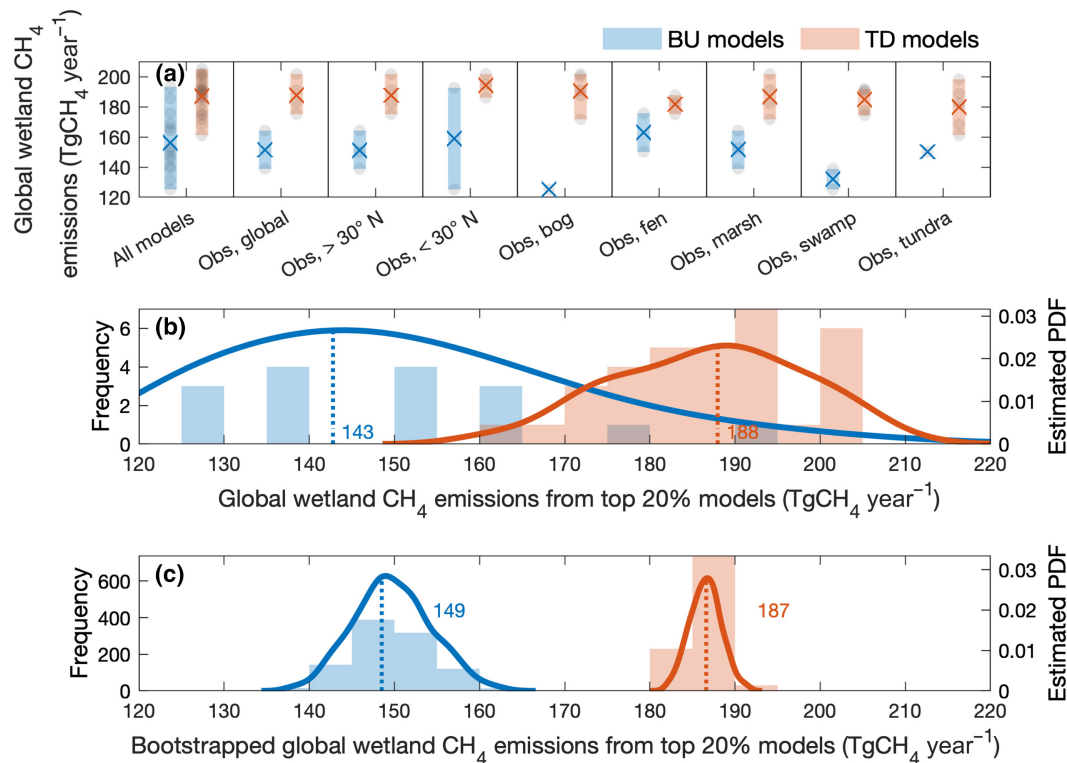 BU models TD models
Global wetland CH₄
emissions (TgCH₄ year⁻¹)
(a)
200
180
160
140
120
All models Obs, global Obs, > 30° N Obs, < 30° N Obs, bog Obs, fen Obs, marsh Obs, swamp Obs, tundra
(b)
Frequency
6
4
2
0
143
188
0.03
0.02
0.01
0
Estimated PDF
120 130 140 150 160 170 180 190 200 210 220
Global wetland CH₄ emissions from top 20% models (TgCH₄ year⁻¹)
(c)
Frequency
600
400
200
0
149
187
0.03
0.02
0.01
0
Estimated PDF
120 130 140 150 160 170 180 190 200 210 220
Bootstrapped global wetland CH₄ emissions from top 20% models (TgCH₄ year⁻¹)